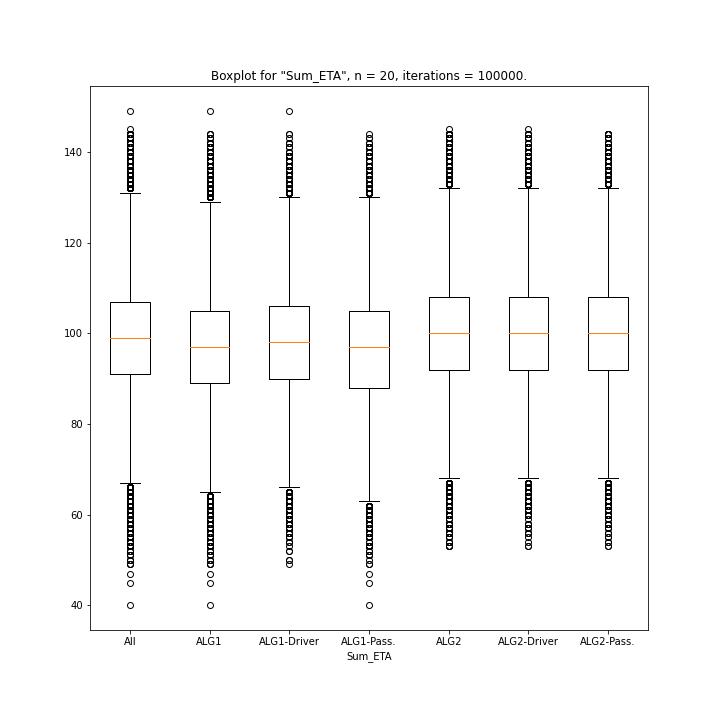 Boxplot for "Sum_ETA", n = 20, iterations = 100000.
140
120
100
80
60
40
All ALG1 ALG1-Driver ALG1-Pass. ALG2 ALG2-Driver ALG2-Pass.
Sum_ETA